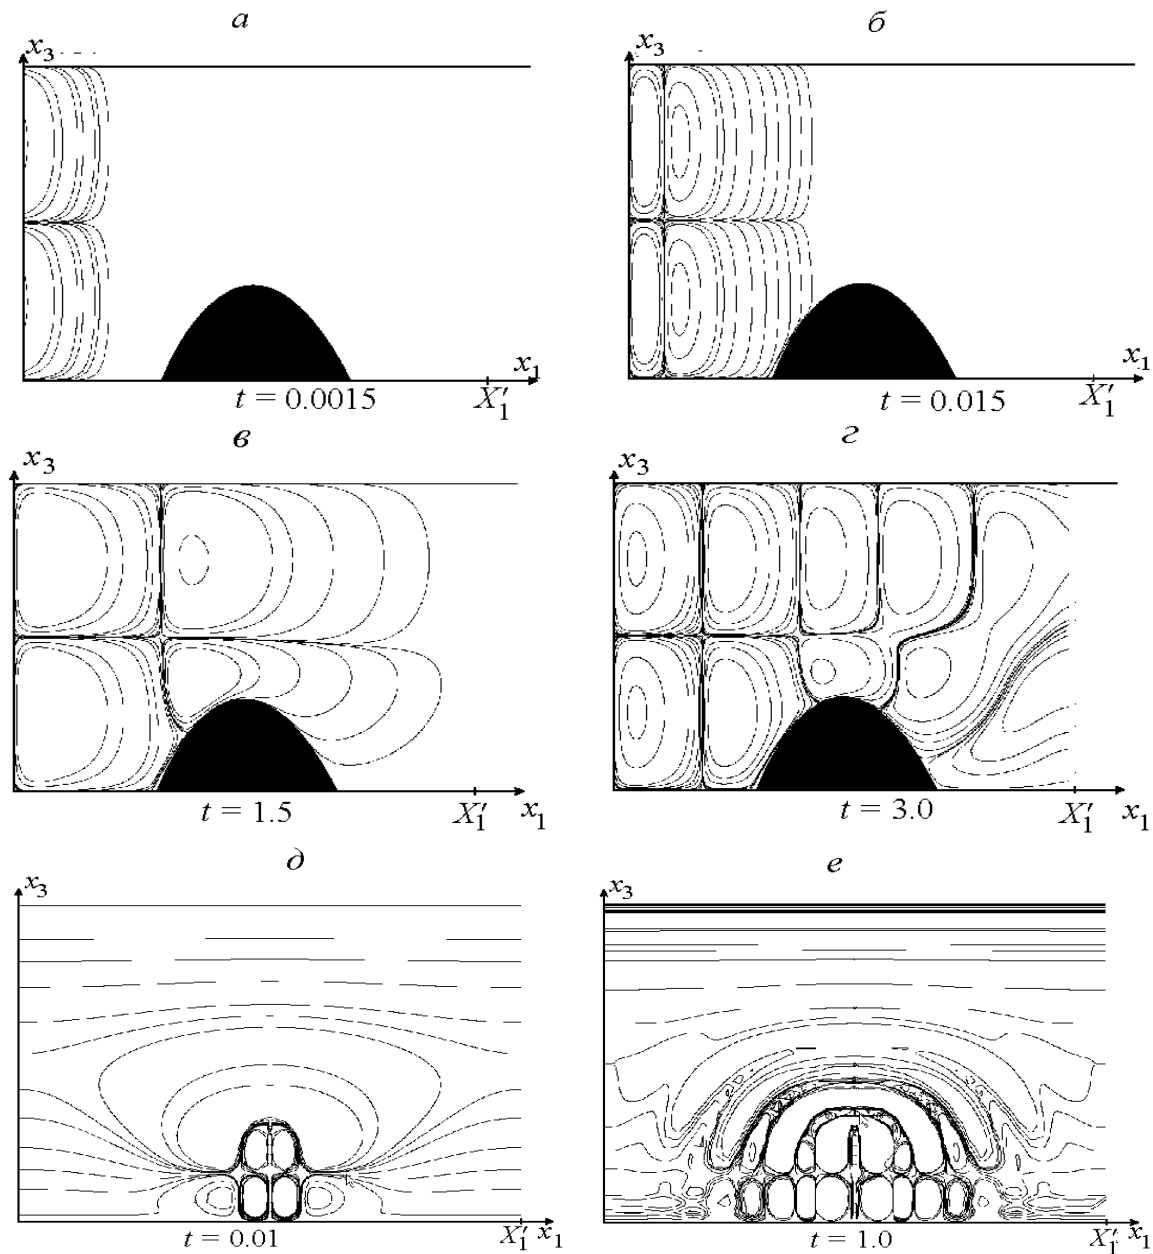 а б
x3 x3
x1 x1
t = 0.0015 X′1 t = 0.015 X′1
в г
x3 x3
t = 1.5 X′1 x1 t = 3.0 X′1 x1
д е
x3 x3
t = 0.01 X′1 x1 t = 1.0 X′1 x1